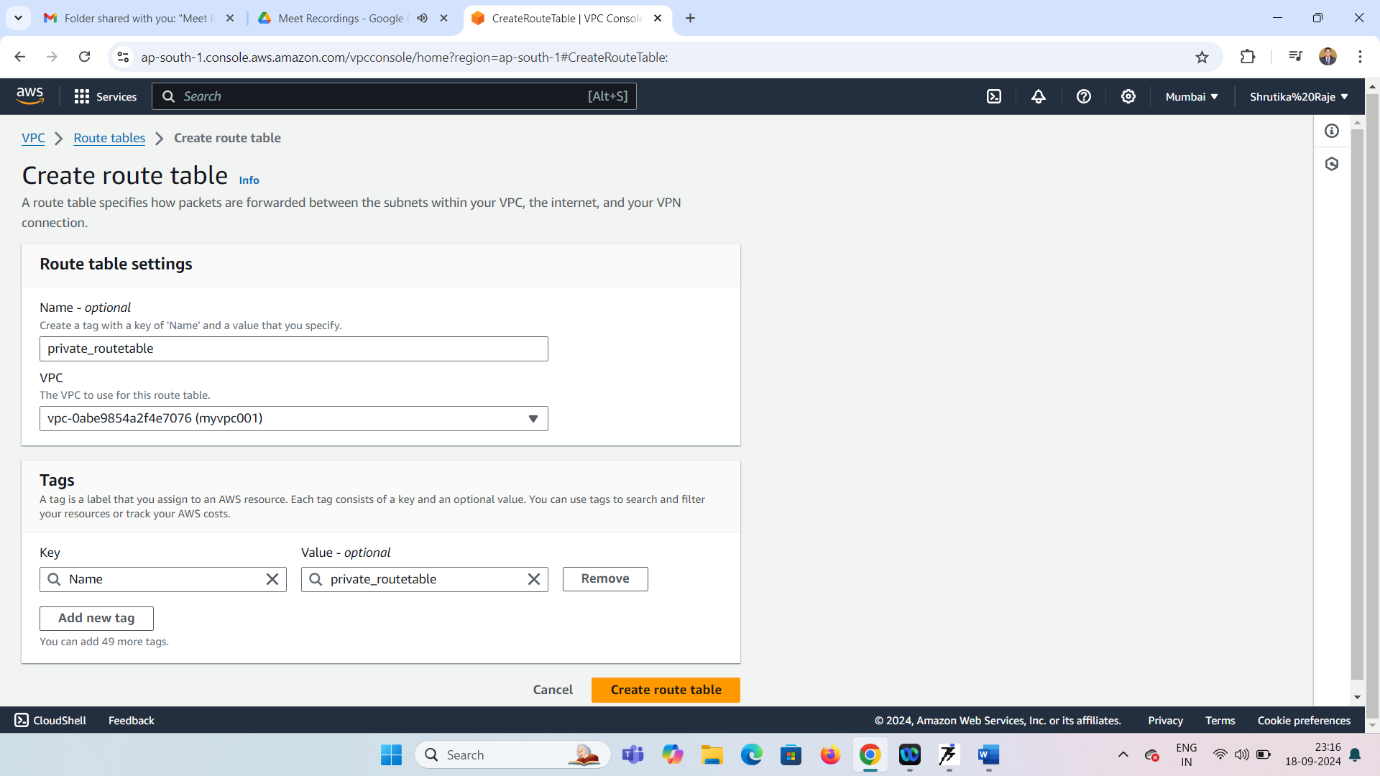 Folder shared with you: "Meet R
Meet Recordings - Google D
CreateRouteTable | VPC Conso
ap-south-1.console.aws.amazon.com/vpcconsole/home?region=ap-south-1#CreateRouteTable:
aws
Services
Search
[Alt+S]
Mumbai
Shrutika%20Raje
VPC
Route tables
Create route table
Create route table
Info
A route table specifies how packets are forwarded between the subnets within your VPC, the internet, and your VPN
connection.
Route table settings
Name - optional
Create a tag with a key of 'Name' and a value that you specify.
private_routetable
VPC
The VPC to use for this route table.
vpc-0abe9854a2f4e7076 (myvpc001)
Tags
A tag is a label that you assign to an AWS resource. Each tag consists of a key and an optional value. You can use tags to search and filter
your resources or track your AWS costs.
Key
Value - optional
Name
private_routetable
Remove
Add new tag
You can add 49 more tags.
Cancel
Create route table
CloudShell
Feedback
© 2024, Amazon Web Services, Inc. or its affiliates.
Privacy
Terms
Cookie preferences
Search
ENG
IN
23:16
18-09-2024